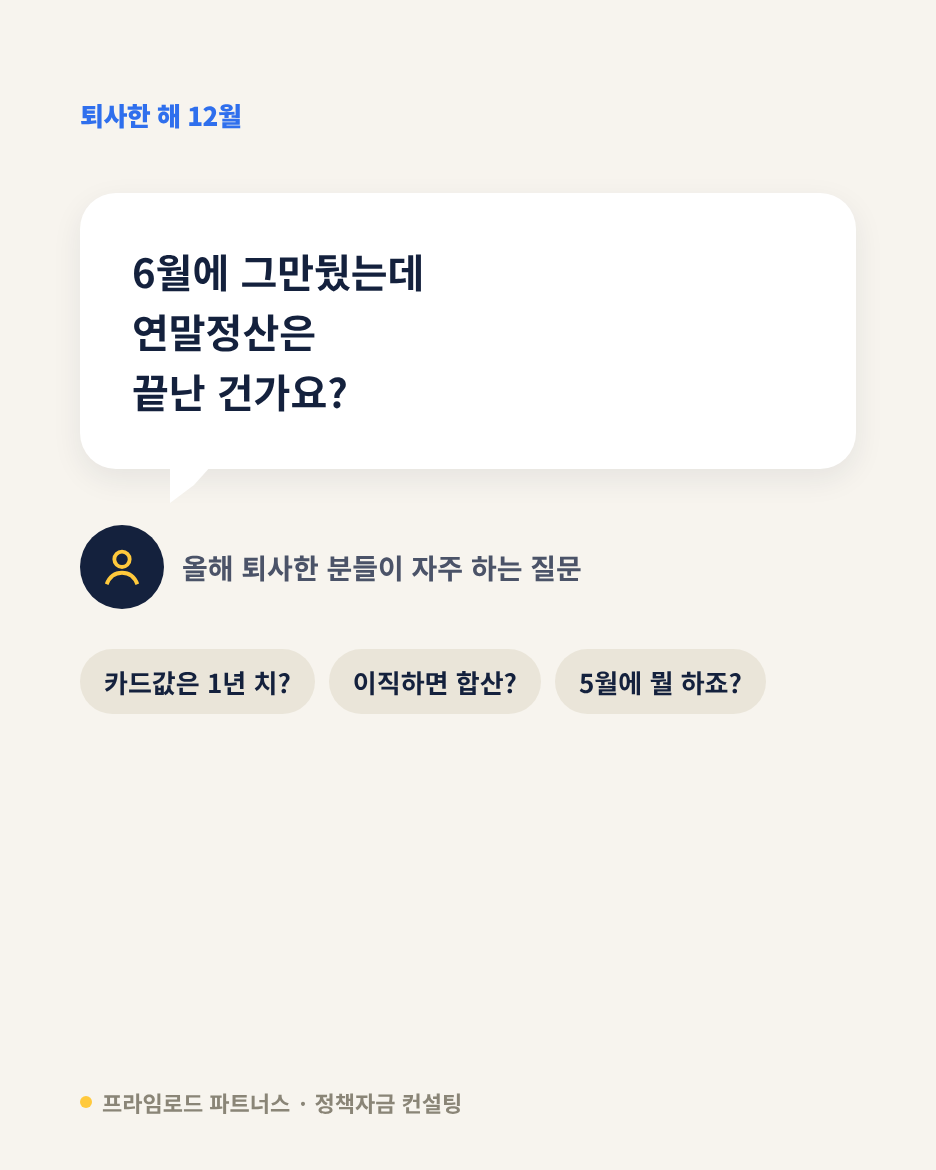 퇴사한 해 12월
6월에 그만뒀는데
연말정산은
끝난 건가요?
올해 퇴사한 분들이 자주 하는 질문
카드값은 1년 치?
이직하면 합산?
5월에 뭘 하죠?
프라임로드 파트너스 · 정책자금 컨설팅